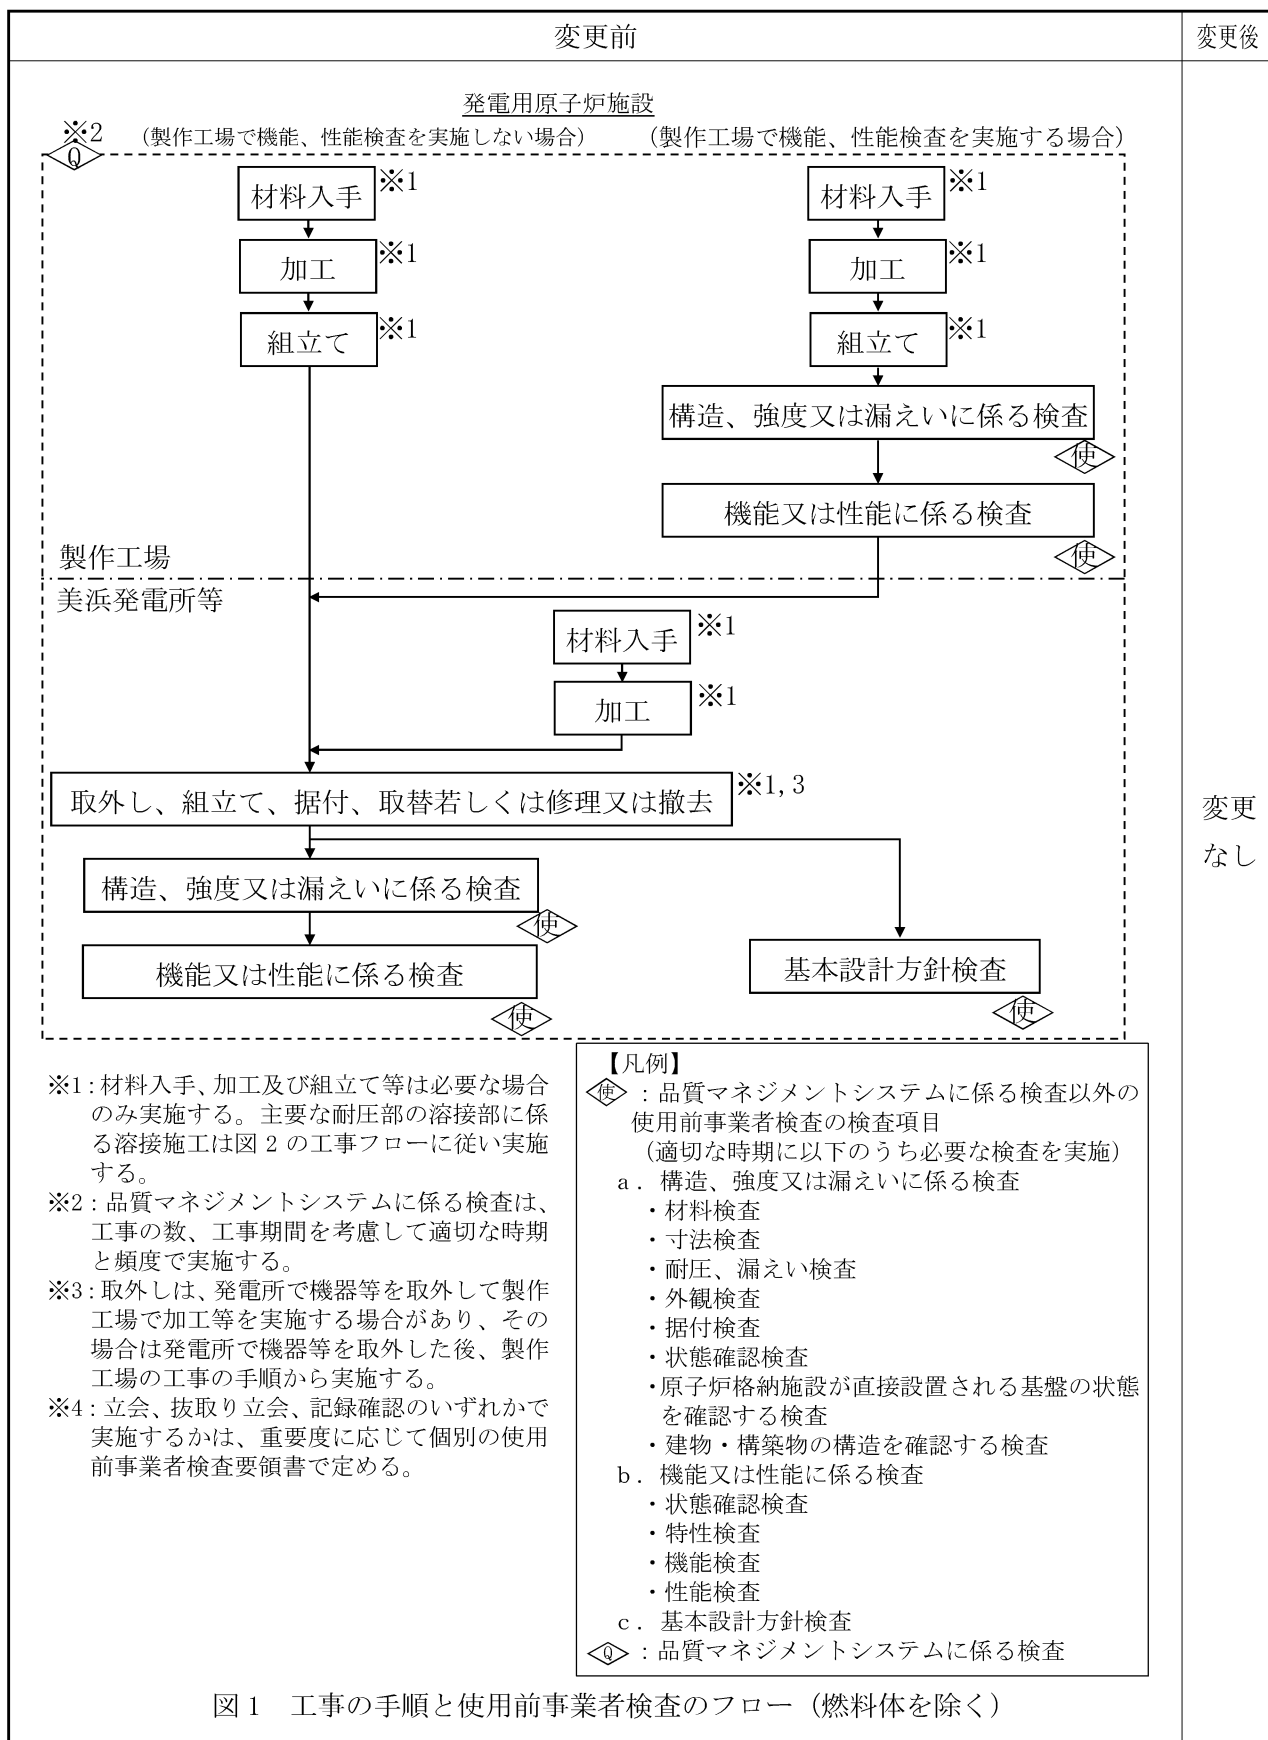 変更前
変更後
発電用原子炉施設
※2
(製作工場で機能、性能検査を実施しない場合)
(製作工場で機能、性能検査を実施する場合)
Q
材料入手
※1
材料入手
※1
加工
※1
加工
※1
組立て
※1
組立て
※1
構造、強度又は漏えいに係る検査
使
機能又は性能に係る検査
使
製作工場
美浜発電所等
材料入手
※1
加工
※1
取外し、組立て、据付、取替若しくは修理又は撤去
※1,3
構造、強度又は漏えいに係る検査
使
機能又は性能に係る検査
使
基本設計方針検査
使
変更
なし
※1:材料入手、加工及び組立て等は必要な場合
のみ実施する。主要な耐圧部の溶接部に係
る溶接施工は図 2 の工事フローに従い実施
する。
※2:品質マネジメントシステムに係る検査は、
工事の数、工事期間を考慮して適切な時期
と頻度で実施する。
※3:取外しは、発電所で機器等を取外して製作
工場で加工等を実施する場合があり、その
場合は発電所で機器等を取外した後、製作
工場の工事の手順から実施する。
※4:立会、抜取り立会、記録確認のいずれかで
実施するかは、重要度に応じて個別の使用
前事業者検査要領書で定める。
【凡例】
使 :品質マネジメントシステムに係る検査以外の
使用前事業者検査の検査項目
(適切な時期に以下のうち必要な検査を実施)
a. 構造、強度又は漏えいに係る検査
・材料検査
・寸法検査
・耐圧、漏えい検査
・外観検査
・据付検査
・状態確認検査
・原子炉格納施設が直接設置される基盤の状態
を確認する検査
・建物・構築物の構造を確認する検査
b. 機能又は性能に係る検査
・状態確認検査
・特性検査
・機能検査
・性能検査
c. 基本設計方針検査
Q :品質マネジメントシステムに係る検査
図 1 工事の手順と使用前事業者検査のフロー(燃料体を除く)